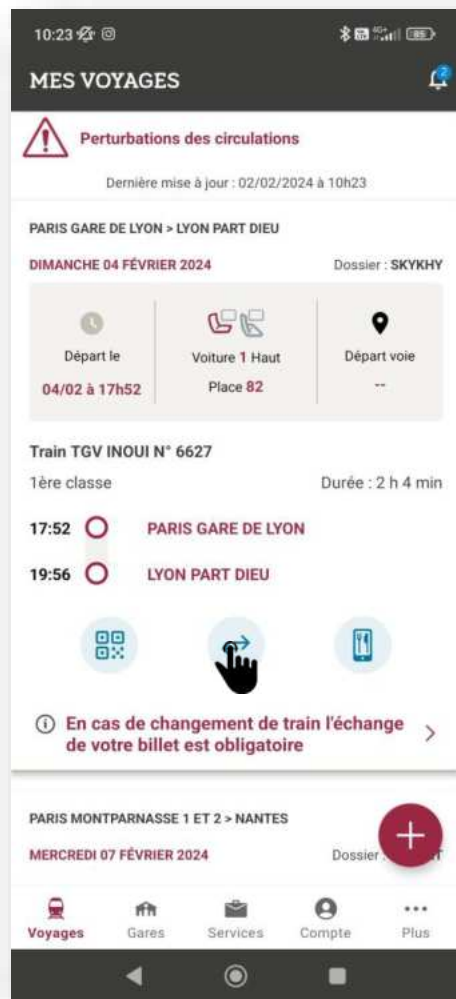 10:23
4G+
85
MES VOYAGES
2
Perturbations des circulations
Dernière mise à jour : 02/02/2024 à 10h23
PARIS GARE DE LYON > LYON PART DIEU
DIMANCHE 04 FÉVRIER 2024 Dossier : SKYKHY
Départ le Voiture 1 Haut Départ voie
04/02 à 17h52 Place 82 --
Train TGV INOUI N° 6627
1ère classe Durée : 2 h 4 min
17:52 PARIS GARE DE LYON
19:56 LYON PART DIEU
En cas de changement de train l'échange
de votre billet est obligatoire
PARIS MONTPARNASSE 1 ET 2 > NANTES
MERCREDI 07 FÉVRIER 2024 Dossier
Voyages Gares Services Compte Plus